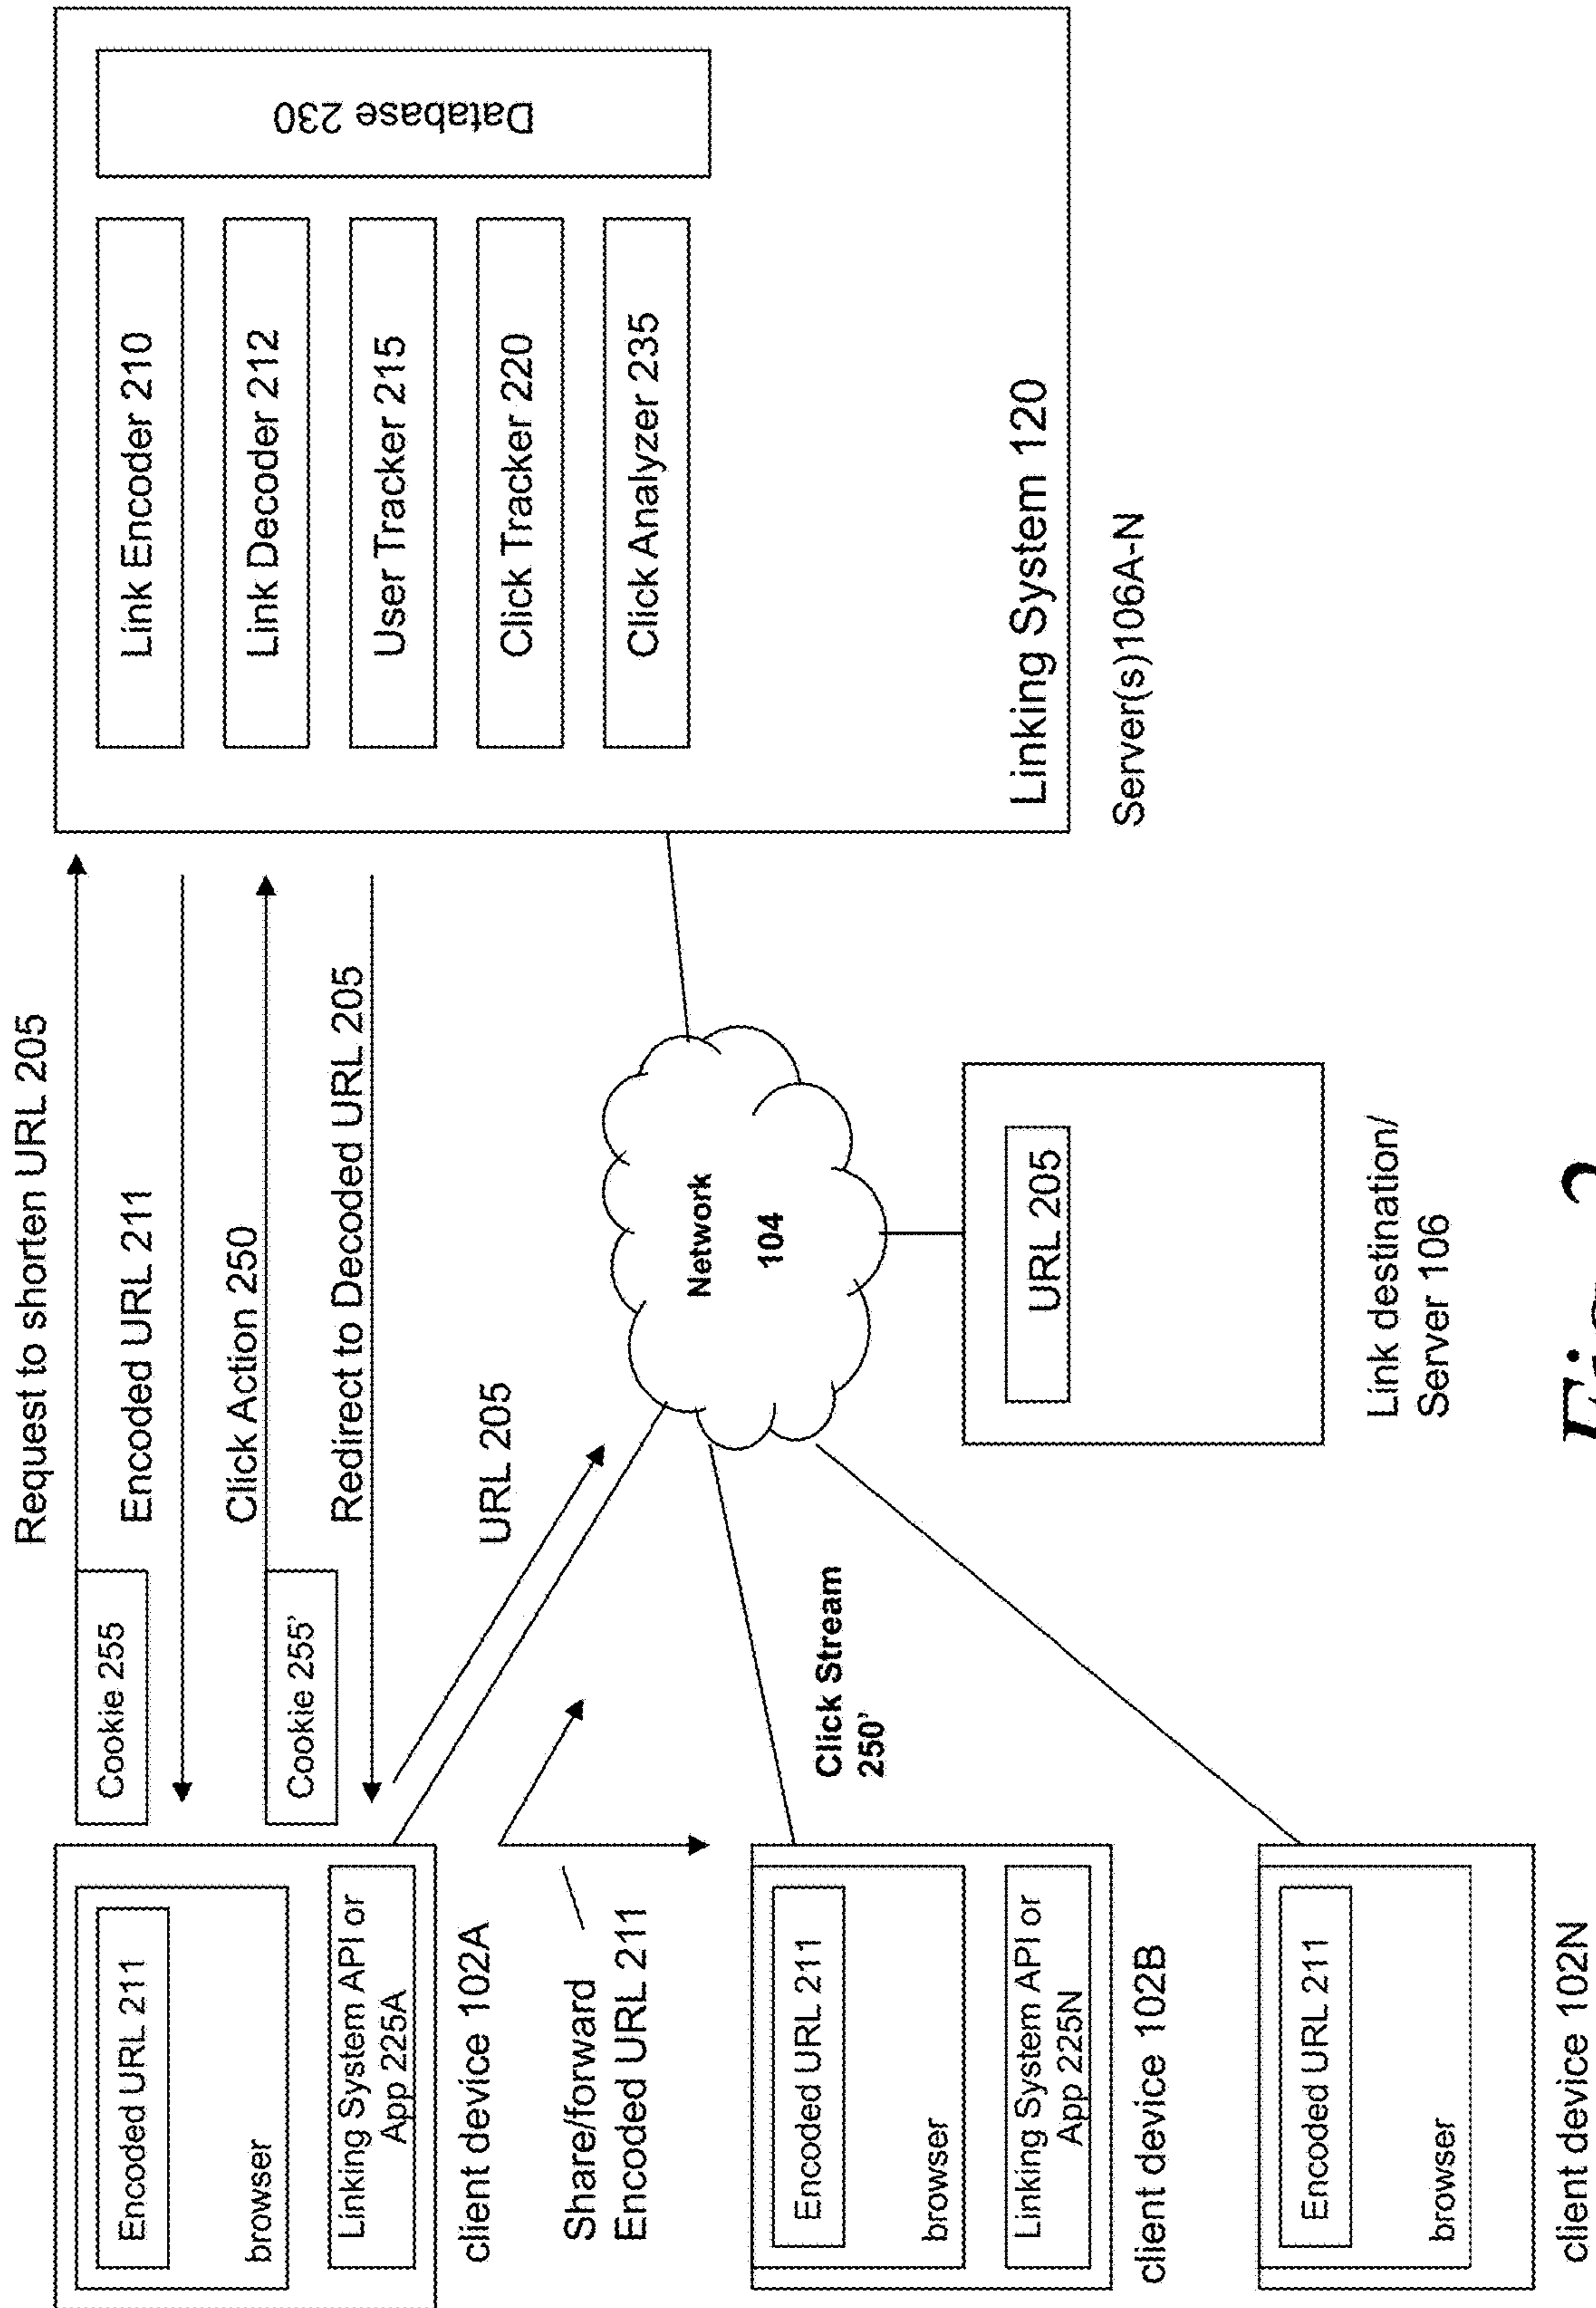 Request to shorten URL 205
Cookie 255
Encoded URL 211
Click Action 250
Cookie 255'
Redirect to Decoded URL 205
Encoded URL 211
browser
Linking System API or
App 225A
client device 102A
URL 205
Share/forward
Encoded URL 211
Click Stream
250'
Encoded URL 211
browser
Linking System API or
App 225N
client device 102B
Encoded URL 211
browser
client device 102N
Network
104
URL 205
Link destination/
Server 106
Link Encoder 210
Link Decoder 212
User Tracker 215
Click Tracker 220
Click Analyzer 235
Database 230
Linking System 120
Server(s)106A-N